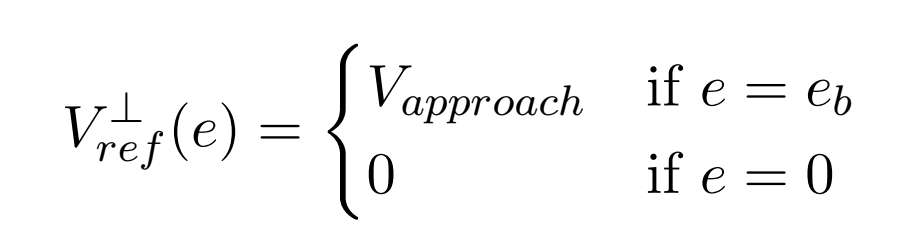 V_{ref}^{\perp}(e) = \begin{cases} V_{approach} & \text{if } e = e_b \\ 0 & \text{if } e = 0 \end{cases}